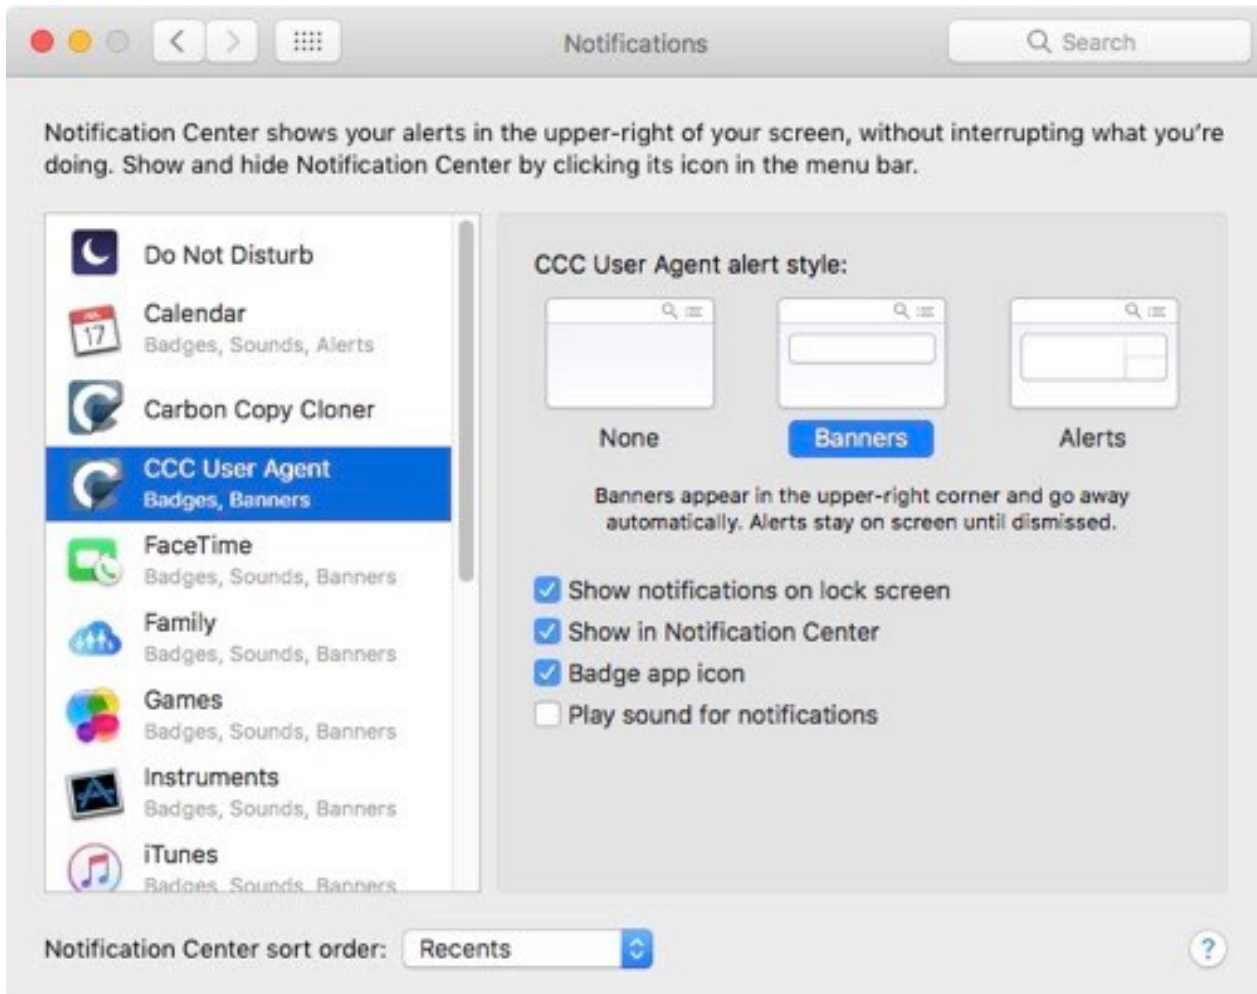 Notifications
Search
Notification Center shows your alerts in the upper-right of your screen, without interrupting what you're
doing. Show and hide Notification Center by clicking its icon in the menu bar.
Do Not Disturb
17
Calendar
Badges, Sounds, Alerts
Carbon Copy Cloner
CCC User Agent
Badges, Banners
FaceTime
Badges, Sounds, Banners
Family
Badges, Sounds, Banners
Games
Badges, Sounds, Banners
Instruments
Badges, Sounds, Banners
iTunes
Badges, Sounds, Banners
CCC User Agent alert style:
None
Banners
Alerts
Banners appear in the upper-right corner and go away
automatically. Alerts stay on screen until dismissed.
Show notifications on lock screen
Show in Notification Center
Badge app icon
Play sound for notifications
Notification Center sort order:
Recents
?